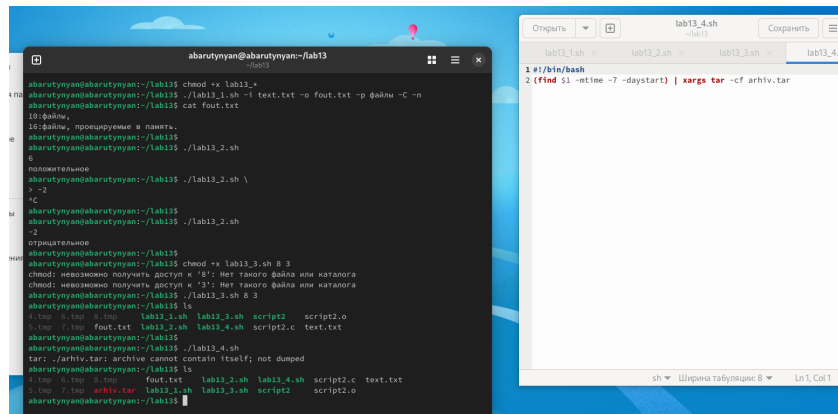 abarutynyan@abarutynyan:~/lab13
~/lab13
abarutynyan@abarutynyan:~/lab13$ chmod +x lab13_*
abarutynyan@abarutynyan:~/lab13$ ./lab13_1.sh -i text.txt -o fout.txt -p файлы -C -n
abarutynyan@abarutynyan:~/lab13$ cat fout.txt
10:файлы,
16:файлы, проецируемые в память.
abarutynyan@abarutynyan:~/lab13$
abarutynyan@abarutynyan:~/lab13$ ./lab13_2.sh
6
положительное
abarutynyan@abarutynyan:~/lab13$ ./lab13_2.sh \
> -2
^C
abarutynyan@abarutynyan:~/lab13$
abarutynyan@abarutynyan:~/lab13$ ./lab13_2.sh
-2
отрицательное
abarutynyan@abarutynyan:~/lab13$
abarutynyan@abarutynyan:~/lab13$ chmod +x lab13_3.sh 8 3
chmod: невозможно получить доступ к '8': Нет такого файла или каталога
chmod: невозможно получить доступ к '3': Нет такого файла или каталога
abarutynyan@abarutynyan:~/lab13$ ./lab13_3.sh 8 3
abarutynyan@abarutynyan:~/lab13$ ls
4.tmp 6.tmp 8.tmp lab13_1.sh lab13_3.sh script2 script2.o
5.tmp 7.tmp fout.txt lab13_2.sh lab13_4.sh script2.c text.txt
abarutynyan@abarutynyan:~/lab13$
abarutynyan@abarutynyan:~/lab13$ ./lab13_4.sh
tar: ./arhiv.tar: archive cannot contain itself; not dumped
abarutynyan@abarutynyan:~/lab13$ ls
4.tmp 6.tmp 8.tmp fout.txt lab13_2.sh lab13_4.sh script2.c text.txt
5.tmp 7.tmp arhiv.tar lab13_1.sh lab13_3.sh script2 script2.o
abarutynyan@abarutynyan:~/lab13$
Открыть lab13_4.sh Сохранить
~/lab13
lab13_1.sh × lab13_2.sh × lab13_3.sh × lab13_4.
1 #!/bin/bash
2 (find $1 -mtime -7 -daystart) | xargs tar -cf arhiv.tar
sh Ширина табуляции: 8 Ln 1, Col 1